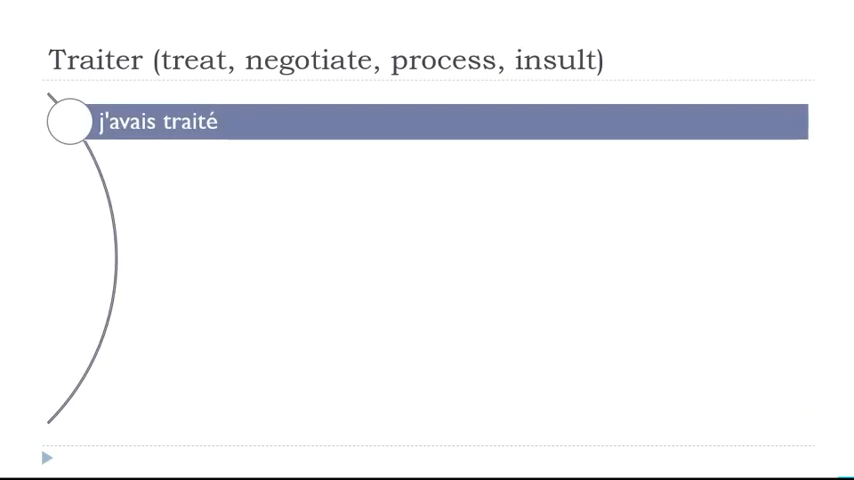 Traiter (treat, negotiate, process, insult)
j'avais traité